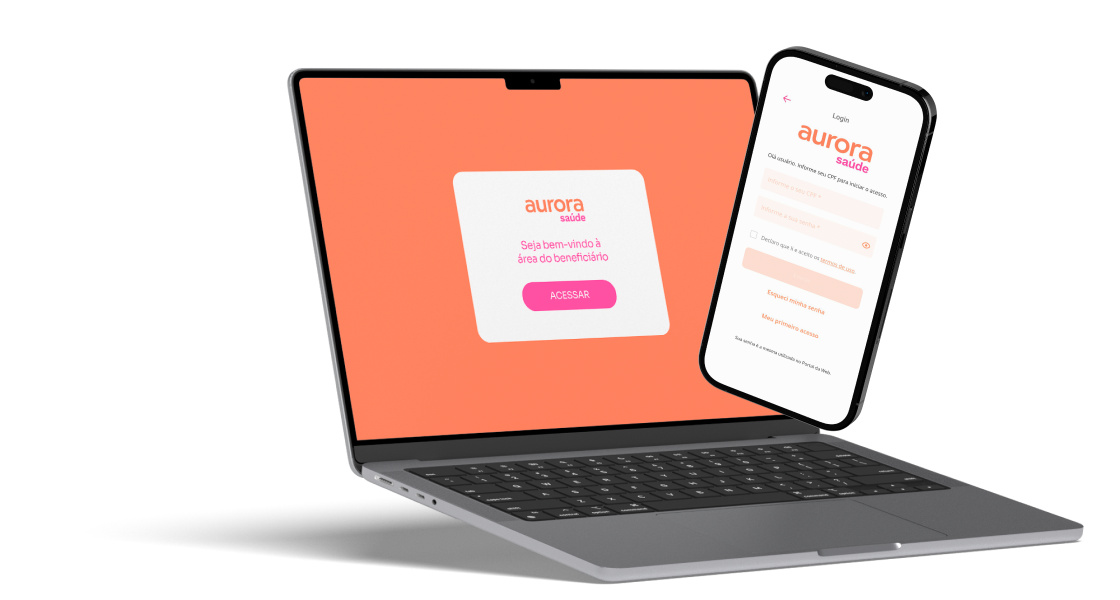 aurora
saúde
Seja bem-vindo à
área do beneficiário
ACESSAR
Login
aurora
saúde
Olá usuário. Informe seu CPF para iniciar o acesso.
Informe o seu CPF *
Informe a sua senha *
Declaro que li e aceito os termos de uso.
Esqueci minha senha
Meu primeiro acesso
Sua senha é a mesma utilizada no Portal da Web.